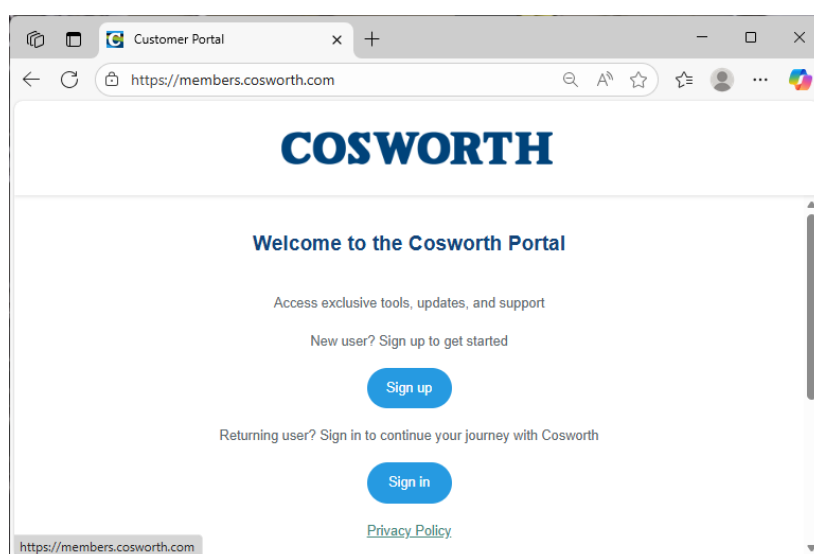 Customer Portal
https://members.cosworth.com
COSWORTH
Welcome to the Cosworth Portal
Access exclusive tools, updates, and support
New user? Sign up to get started
Sign up
Returning user? Sign in to continue your journey with Cosworth
Sign in
Privacy Policy
https://members.cosworth.com